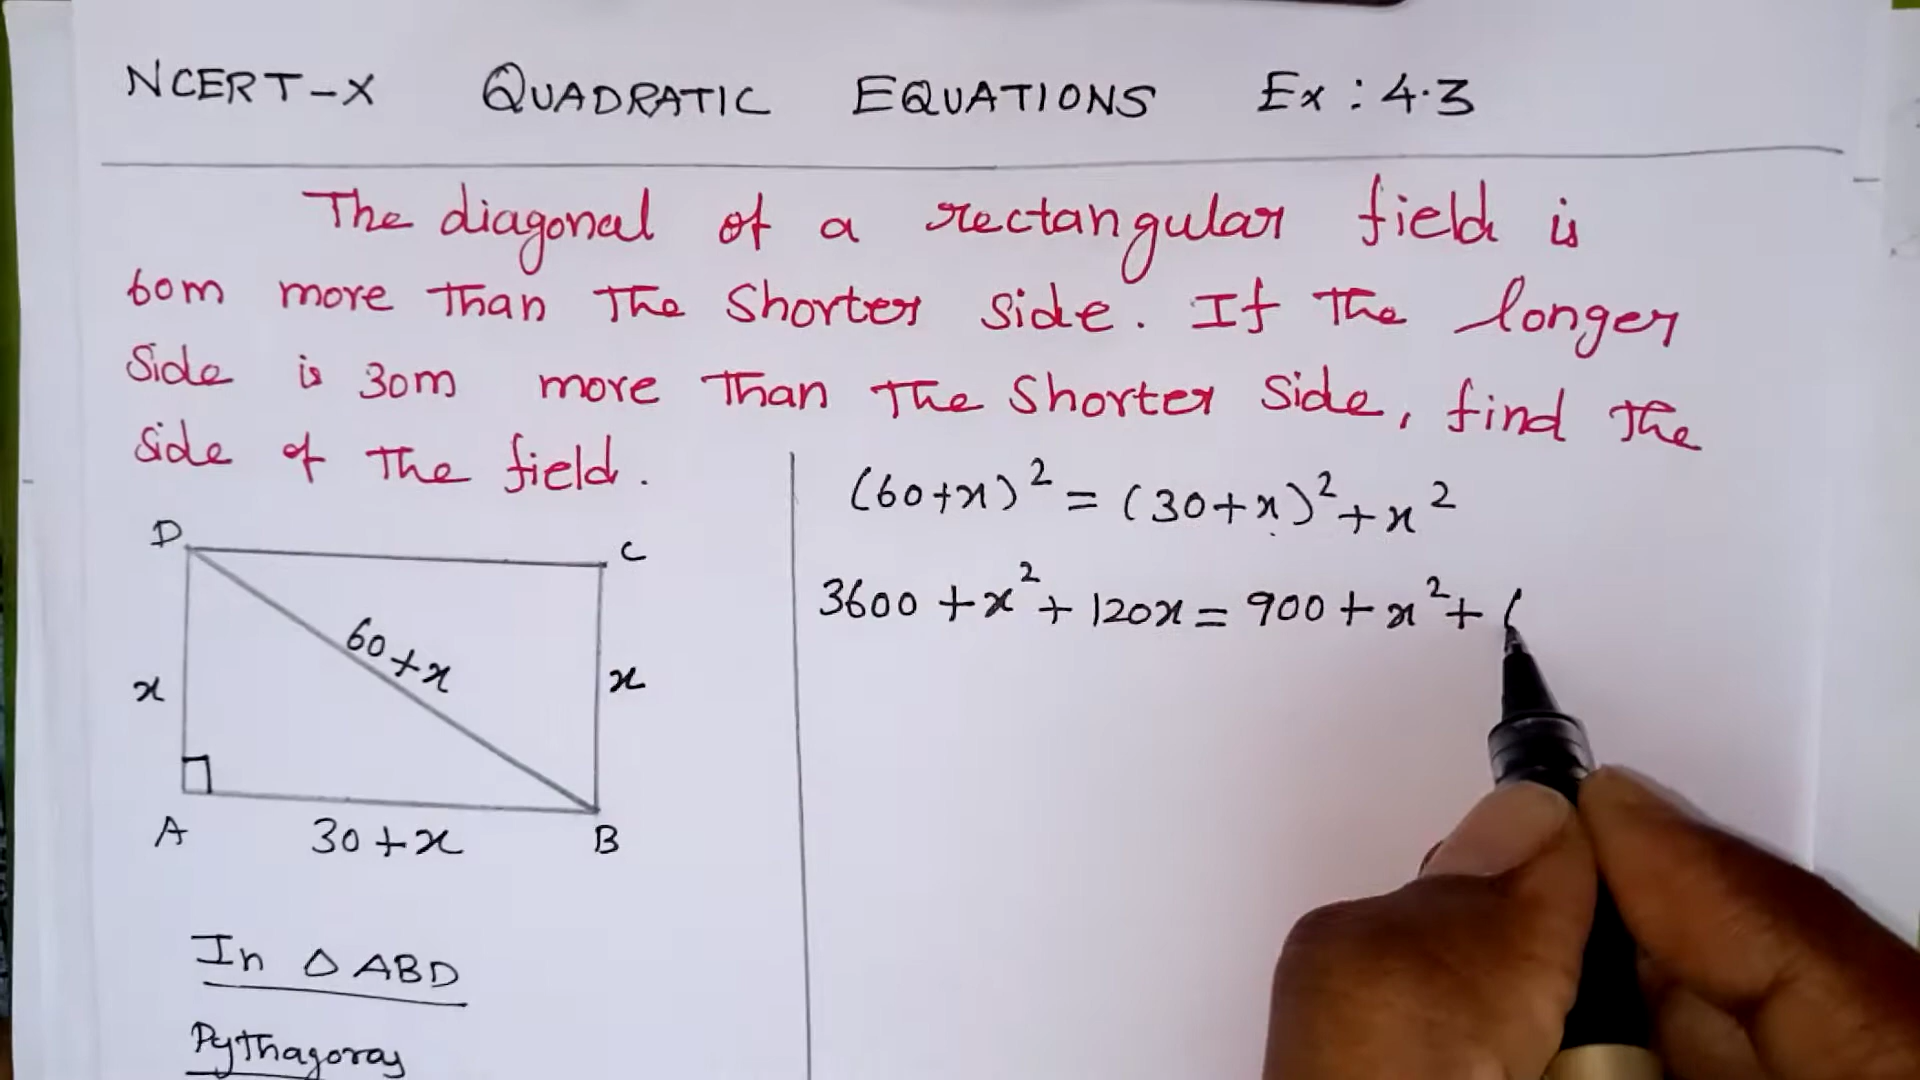 NCERT-X QUADRATIC EQUATIONS Ex: 4.3
The diagonal of a rectangular field is
60m more than the shorter side. If the longer
side is 30m more than the shorter side, find the
side of the field.
(60+x)² = (30+x)² + x²
3600 + x² + 120x = 900 + x² + (
D
C
60+x
x
x
A
30+x
B
In △ ABD
Pythagoras